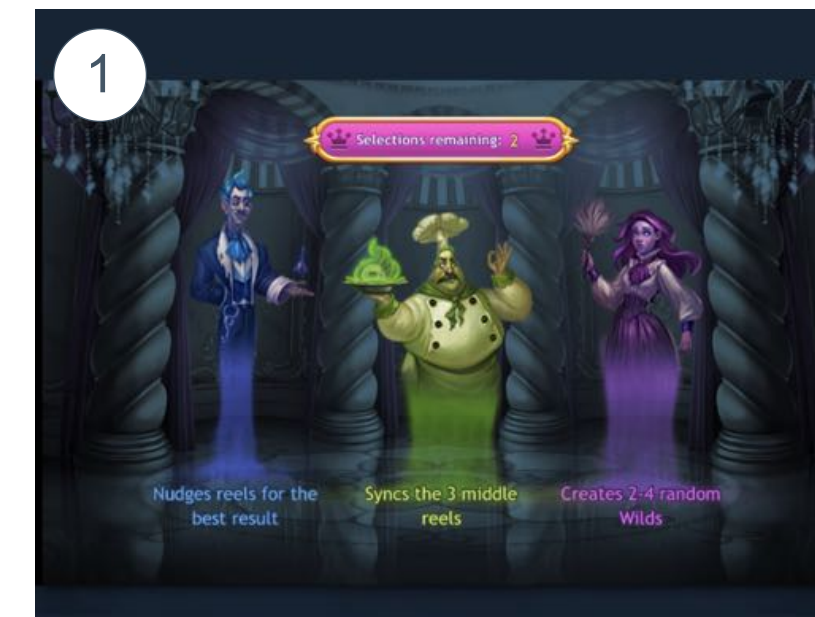 1
Selections remaining: 2
Nudges reels for the
best result
Syncs the 3 middle
reels
Creates 2-4 random
Wilds